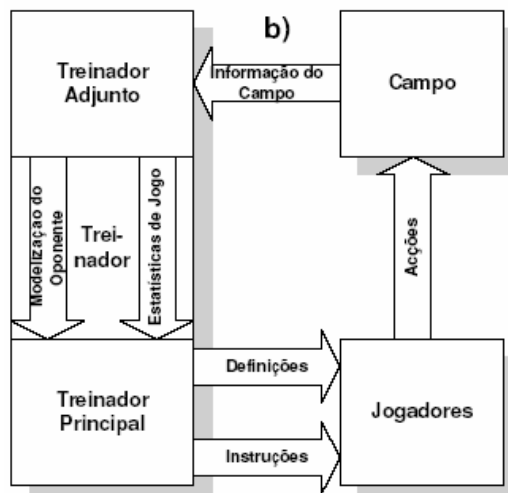 b)
Treinador
Adjunto
Informação do
Campo
Campo
Modelização do
Oponente
Trei-
nador
Estatísticas de Jogo
Acções
Treinador
Principal
Definições
Instruções
Jogadores